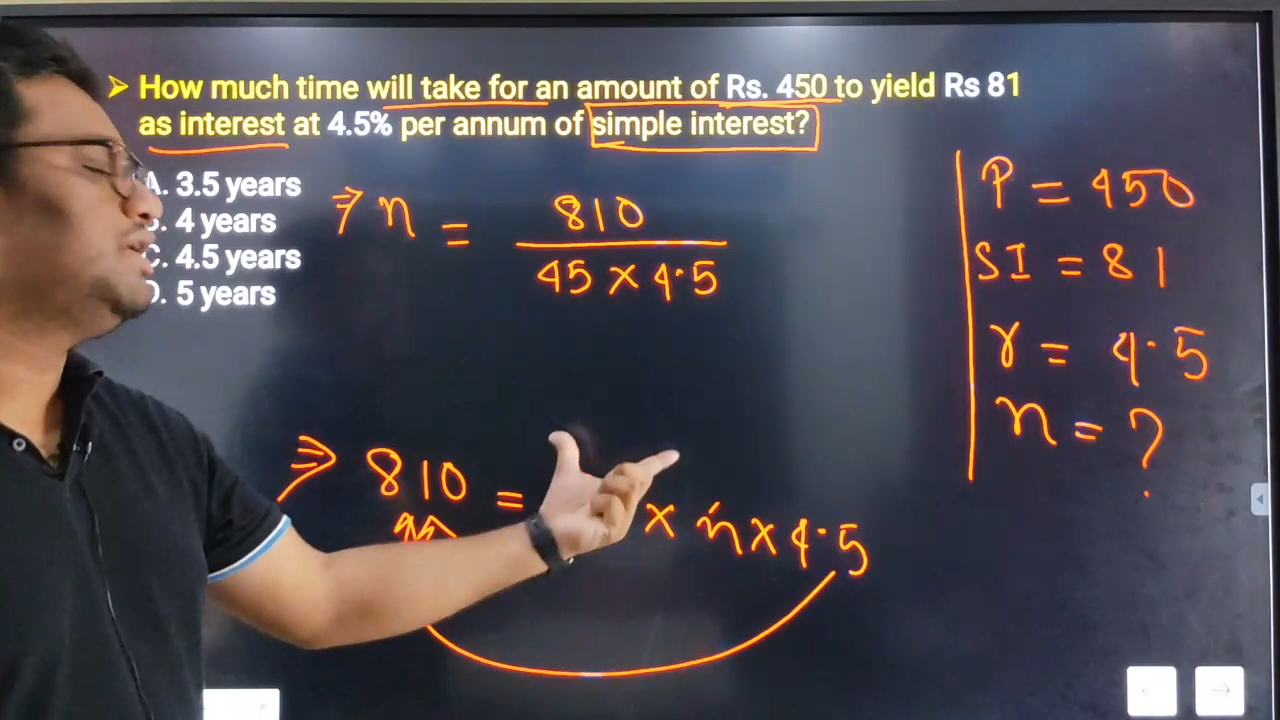 ➤ How much time will take for an amount of Rs. 450 to yield Rs 81
as interest at 4.5% per annum of simple interest?
A. 3.5 years
B. 4 years
C. 4.5 years
D. 5 years
⇒ n = 810 / 45 × 4.5
⇒ 810 = × n × 4.5
P = 450
SI = 81
r = 4.5
n = ?